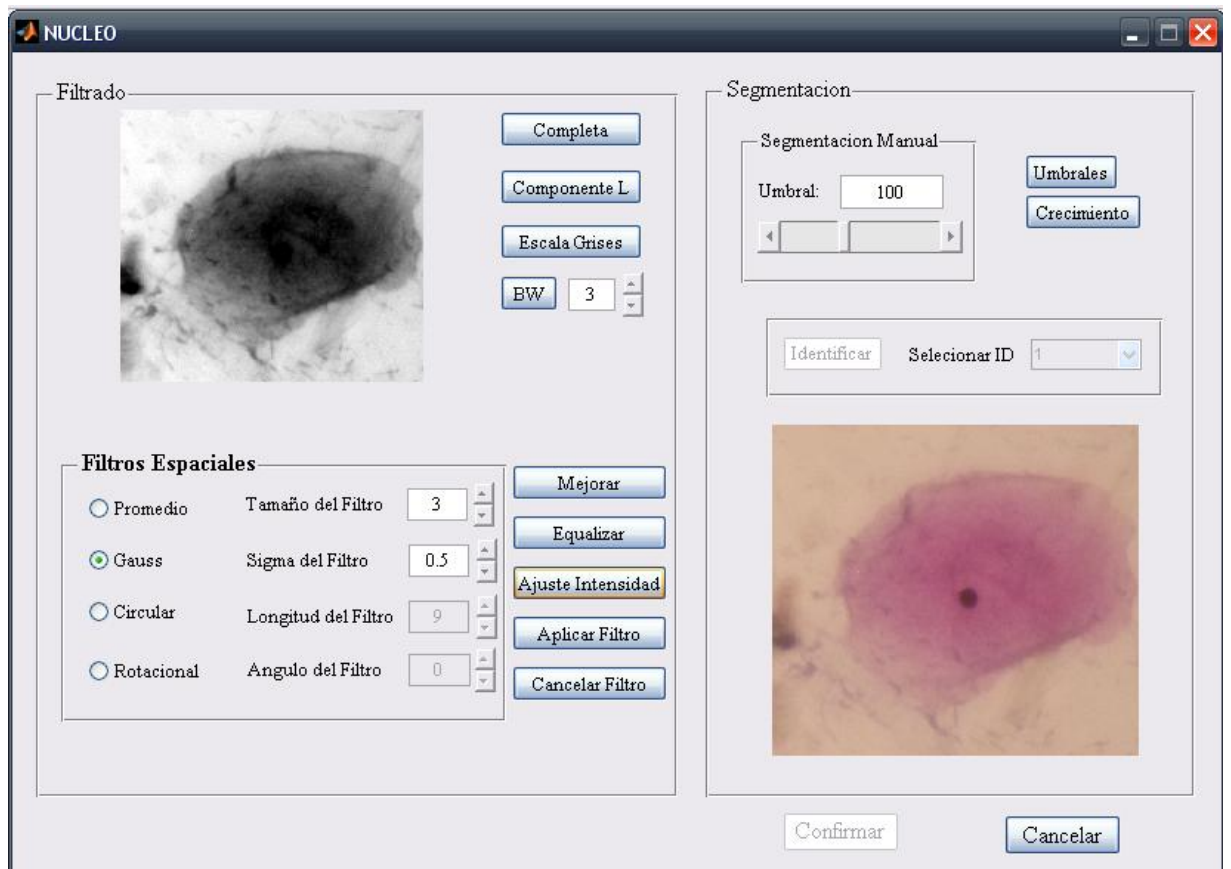 NUCLEO
Filtrado
Completa
Componente L
Escala Grises
BW 3
Filtros Espaciales
Promedio Tamaño del Filtro 3
Gauss Sigma del Filtro 0.5
Circular Longitud del Filtro 9
Rotacional Angulo del Filtro 0
Mejorar
Equalizar
Ajuste Intensidad
Aplicar Filtro
Cancelar Filtro
Segmentacion
Segmentacion Manual
Umbral: 100
Umbrales
Crecimiento
Identificar Selecionar ID 1
Confirmar Cancelar